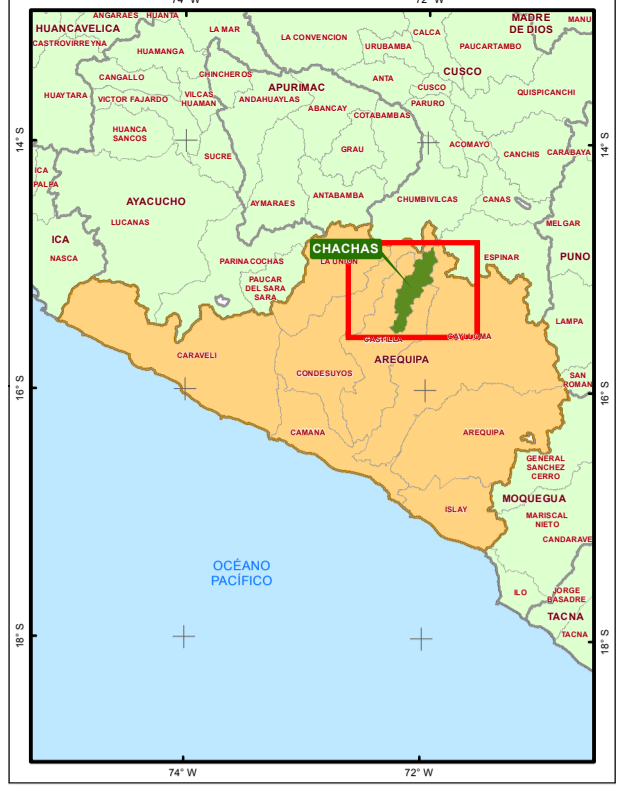 74° W
72° W
ANGARAES
HUANTA
HUANCAVELICA
CASTROVIRREYNA
LA MAR
LA CONVENCION
CALCA
MADRE
DE DIOS
MANU
URUBAMBA
PAUCARTAMBO
HUAMANGA
CANGALLO
CHINCHEROS
ANTA
CUSCO
CUSCO
QUISPICANCHI
HUAYTARA
VICTOR FAJARDO
VILCAS
HUAMAN
APURIMAC
ANDAHUAYLAS
ABANCAY
COTABAMBAS
PARURO
HUANCA
SANCOS
14° S
14° S
SUCRE
GRAU
ACOMAYO
CANCHIS
CARABAYA
ICA
PALPA
AYACUCHO
LUCANAS
AYMARAES
ANTABAMBA
CHUMBIVILCAS
CANAS
MELGAR
ICA
NASCA
CHACHAS
PARINACOCHAS
LA UNION
ESPINAR
PUNO
PAUCAR
DEL SARA
SARA
LAMPA
CASTILLA
CAYLLOMA
CARAVELI
AREQUIPA
CONDESUYOS
SAN
ROMAN
16° S
16° S
CAMANA
AREQUIPA
GENERAL
SANCHEZ
CERRO
MOQUEGUA
ISLAY
MARISCAL
NIETO
CANDARAVE
OCÉANO
PACÍFICO
ILO
JORGE
BASADRE
TACNA
TACNA
18° S
18° S
74° W
72° W